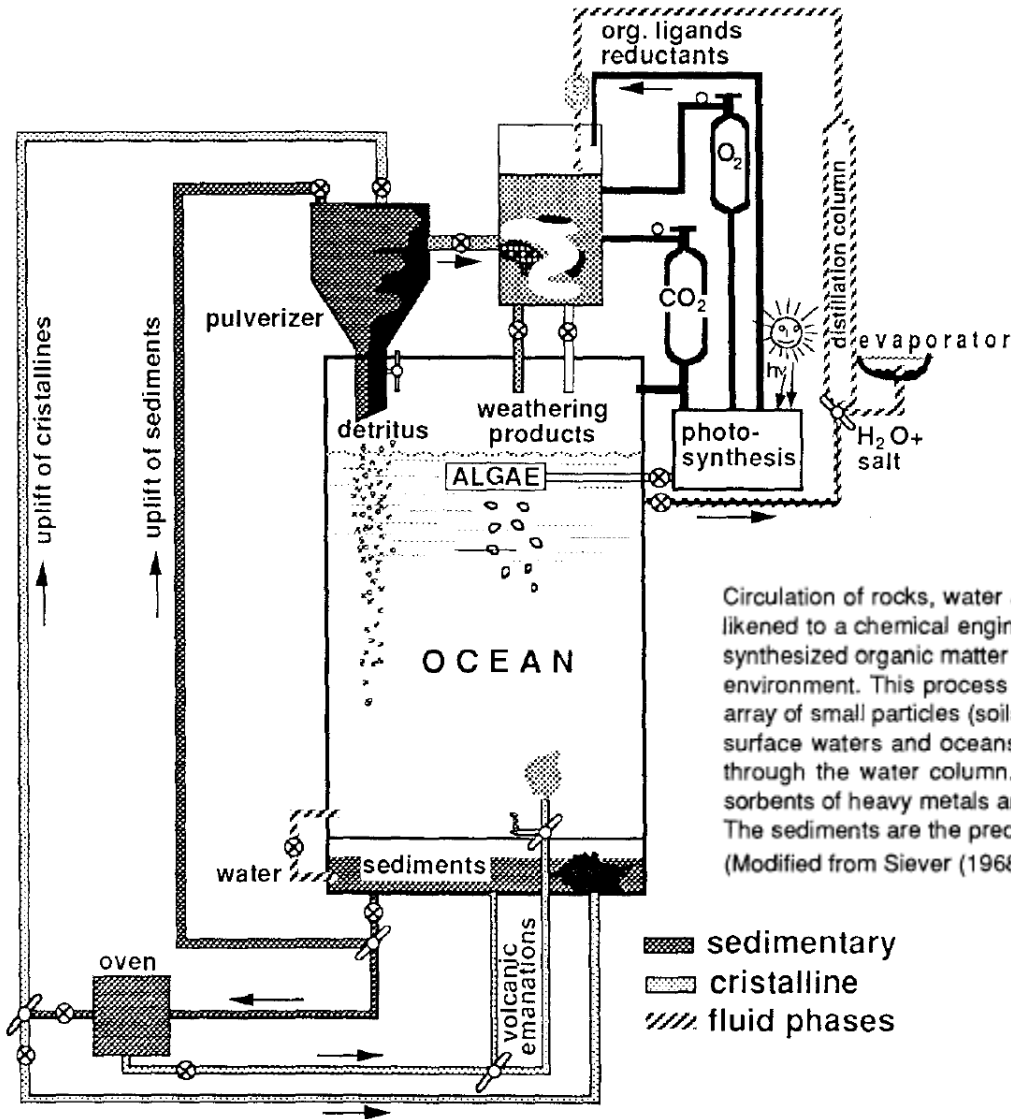 org. ligands
reductants
O2
CO2
distillation column
evaporator
hν
H2O+
salt
pulverizer
uplift of cristallines
uplift of sediments
detritus
weathering
products
photo-
synthesis
ALGAE
OCEAN
water
sediments
oven
volcanic
emanations
Circulation of rocks, water
likened to a chemical engin
synthesized organic matter
environment. This process
array of small particles (soils
surface waters and oceans
through the water column.
sorbents of heavy metals a
The sediments are the pred
(Modified from Siever (1968
sedimentary
cristalline
fluid phases